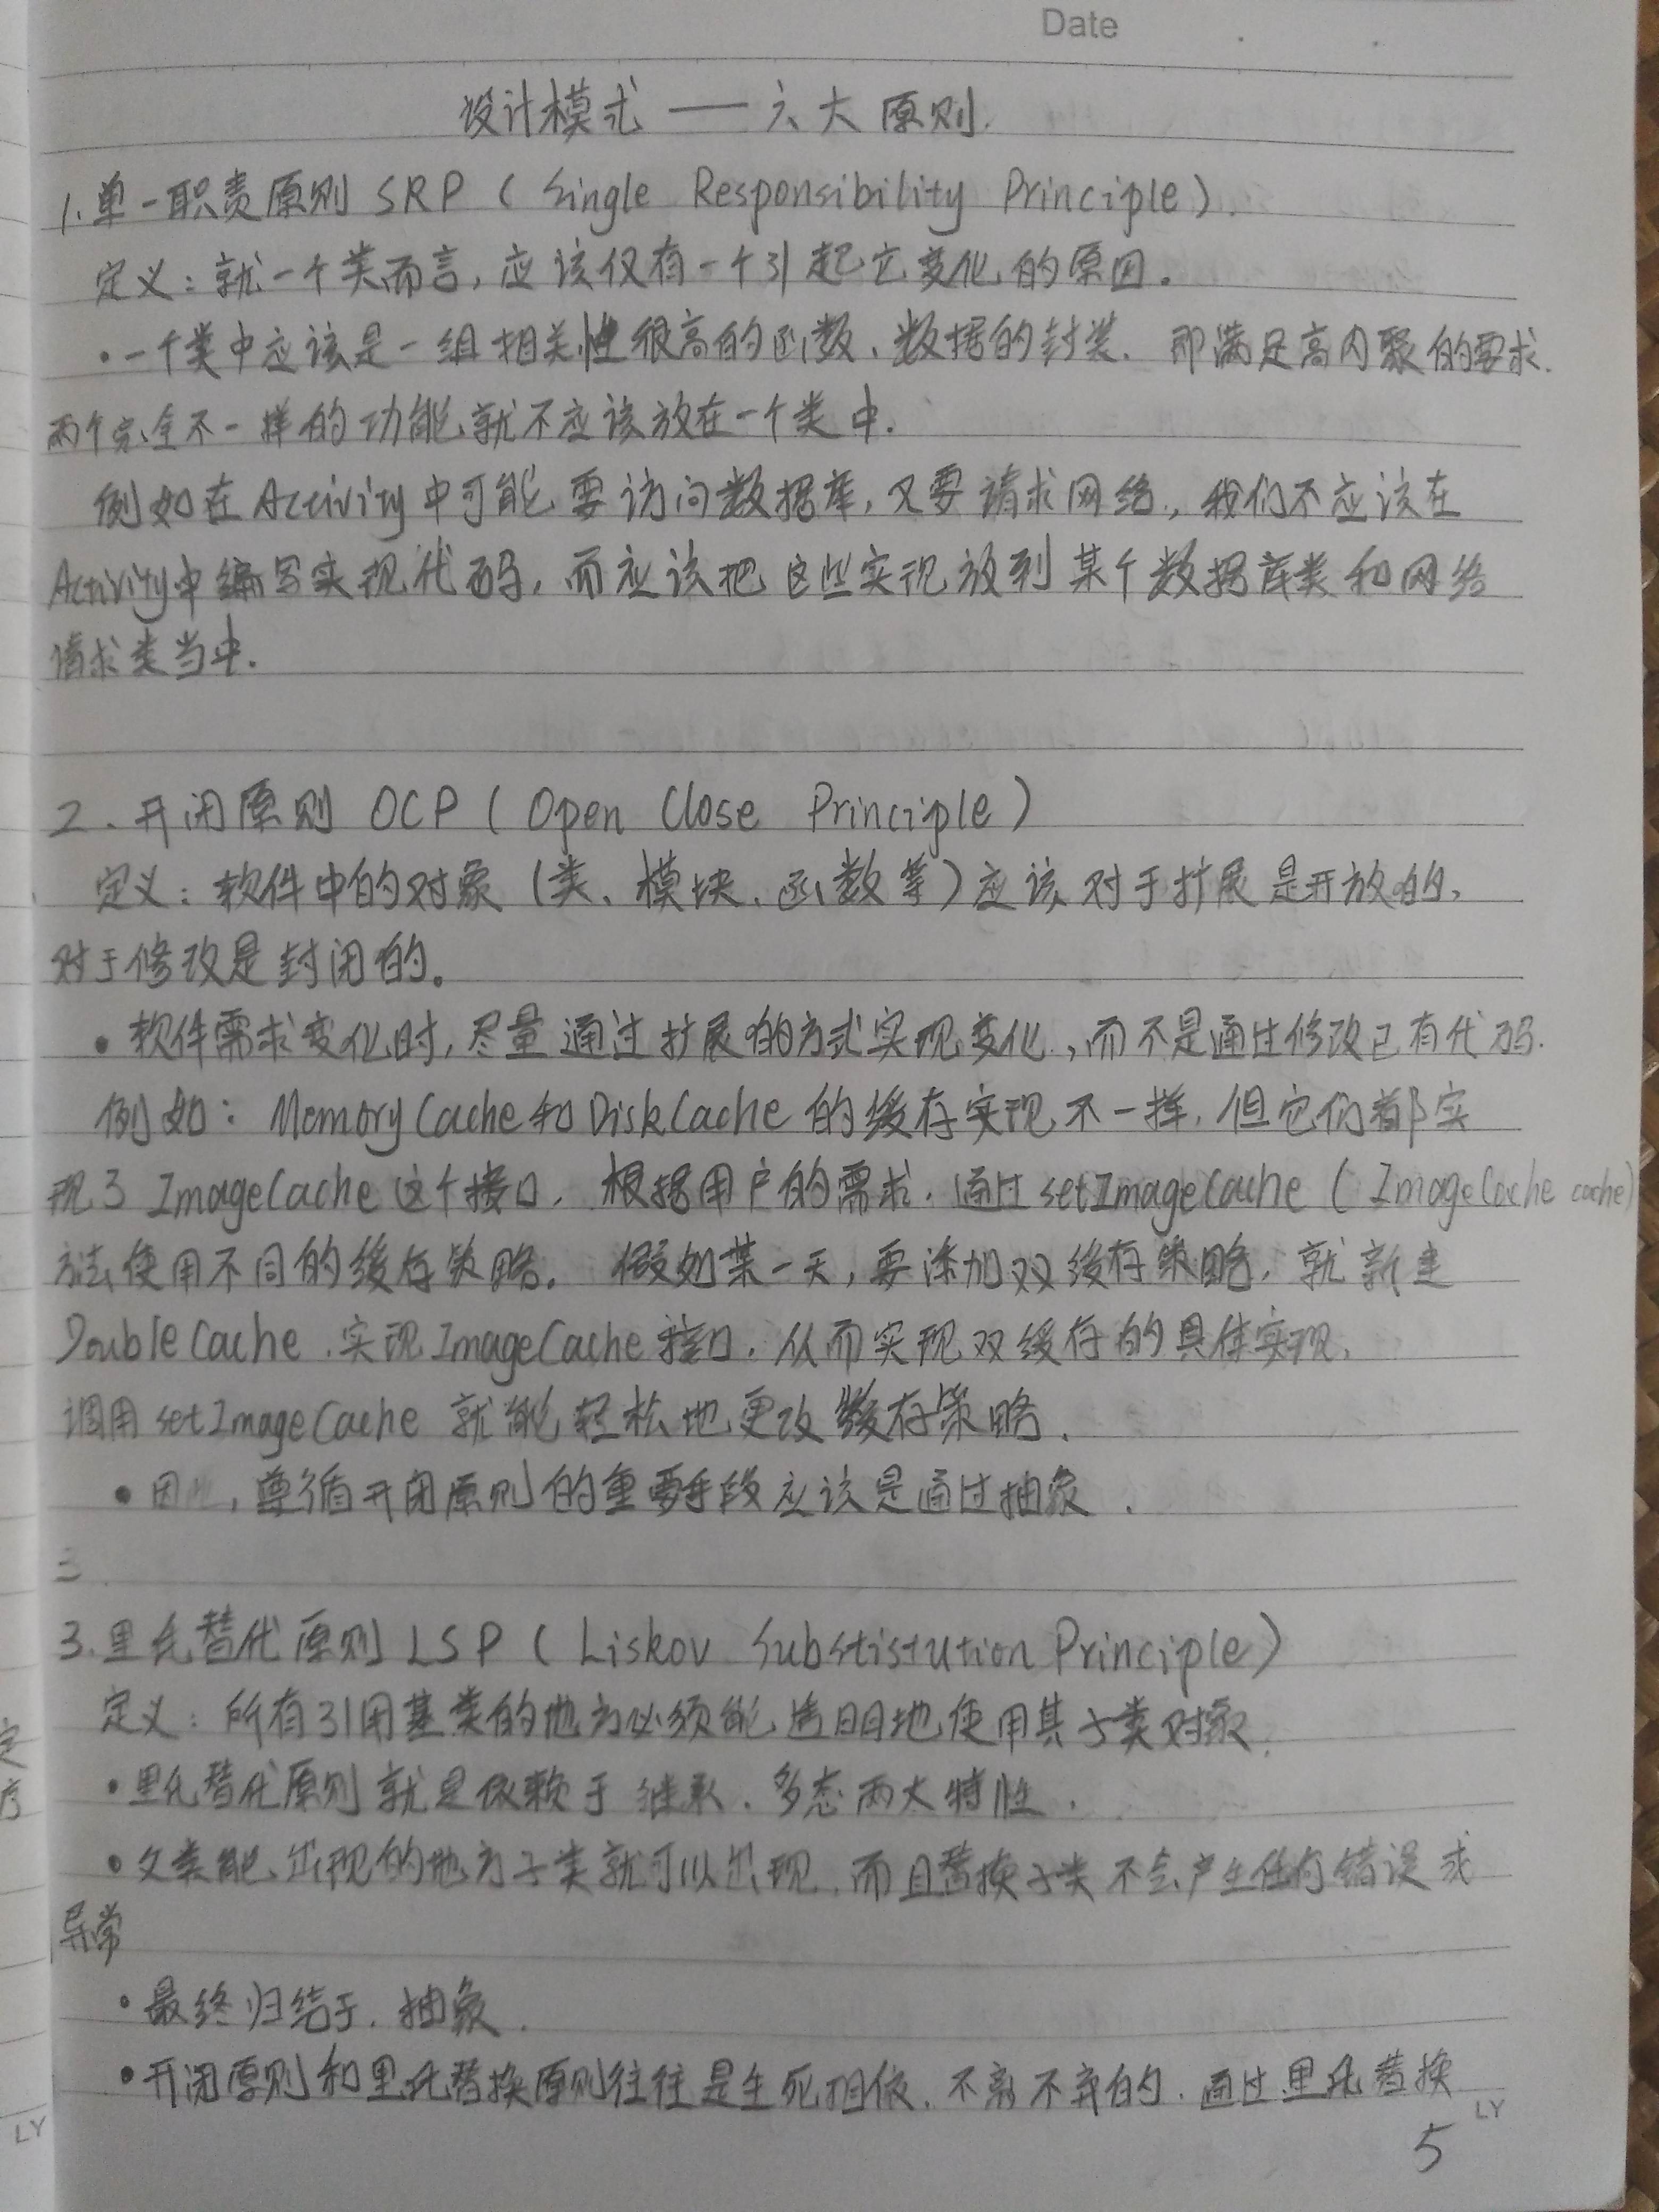 Date
设计模式 —— 六大原则.
1.单一职责原则 SRP ( Single Responsibility Principle ).
定义：就一个类而言, 应该仅有一个引起它变化的原因。
·一个类中应该是一组相关性很高的函数、数据的封装. 即满足高内聚的要求.
两个完全不一样的功能就不应该放在一个类中.
例如在Activity中可能要访问数据库, 又要请求网络, 我们不应该在
Activity中编写实现代码, 而应该把这些实现放到某个数据库类和网络
请求类当中.
2. 开闭原则 OCP ( Open Close Principle )
定义：软件中的对象 (类、模块、函数等) 应该对于扩展是开放的,
对于修改是封闭的。
·软件需求变化时, 尽量通过扩展的方式实现变化, 而不是通过修改已有代码.
例如：MemoryCache和DiskCache的缓存实现不一样, 但它们都实
现了ImageCache这个接口. 根据用户的需求, 通过setImageCache ( ImageCache cache)
方法使用不同的缓存策略. 假如某一天, 要添加双缓存策略, 就新建
DoubleCache, 实现ImageCache接口, 从而实现双缓存的具体实现,
调用setImageCache 就能轻松地更改缓存策略.
·因此, 遵循开闭原则的重要手段应该是通过抽象.
三
3.里氏替代原则 LSP ( Liskov Substistution Principle )
定义：所有引用基类的地方必须能透明地使用其子类对象.
·里氏替代原则就是依赖于 继承、多态两大特性.
·父类能出现的地方子类就可以出现, 而且替换子类不会产生任何错误或
异常
·最终归结于, 抽象.
·开闭原则和里氏替换原则往往是生死相依, 不离不弃的, 通过里氏替换
LY
5
定
序
LY